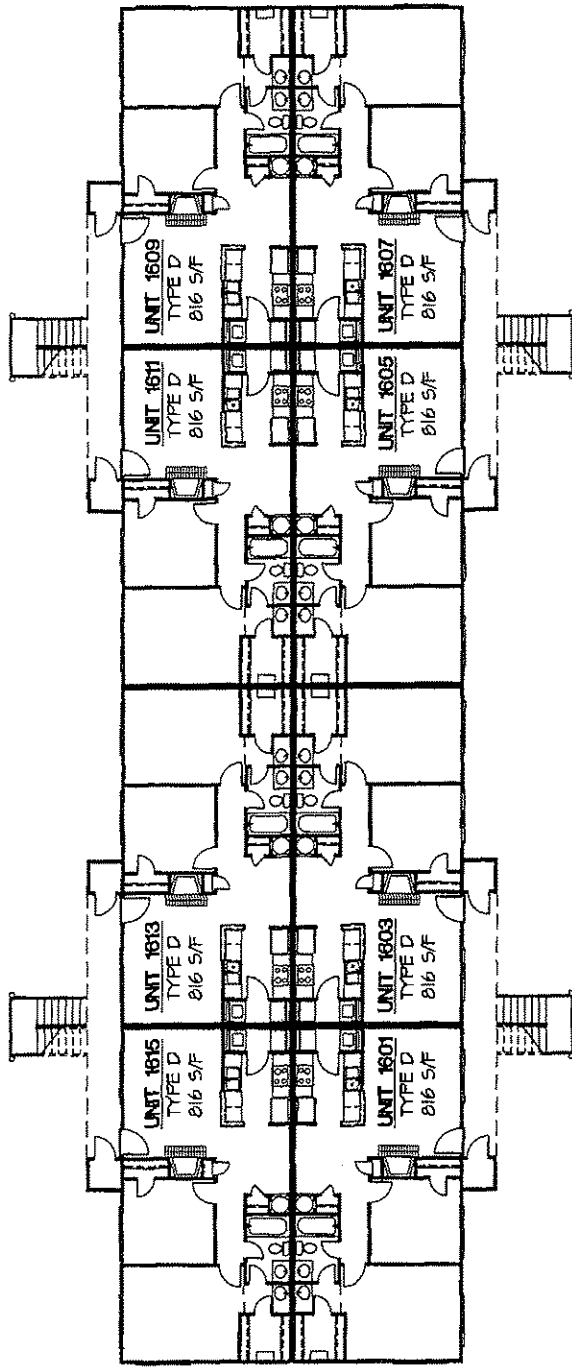 UNIT 1609
TYPE D
816 S/F
UNIT 1607
TYPE D
816 S/F
UNIT 1611
TYPE D
816 S/F
UNIT 1605
TYPE D
816 S/F
UNIT 1613
TYPE D
816 S/F
UNIT 1603
TYPE D
816 S/F
UNIT 1615
TYPE D
816 S/F
UNIT 1601
TYPE D
816 S/F